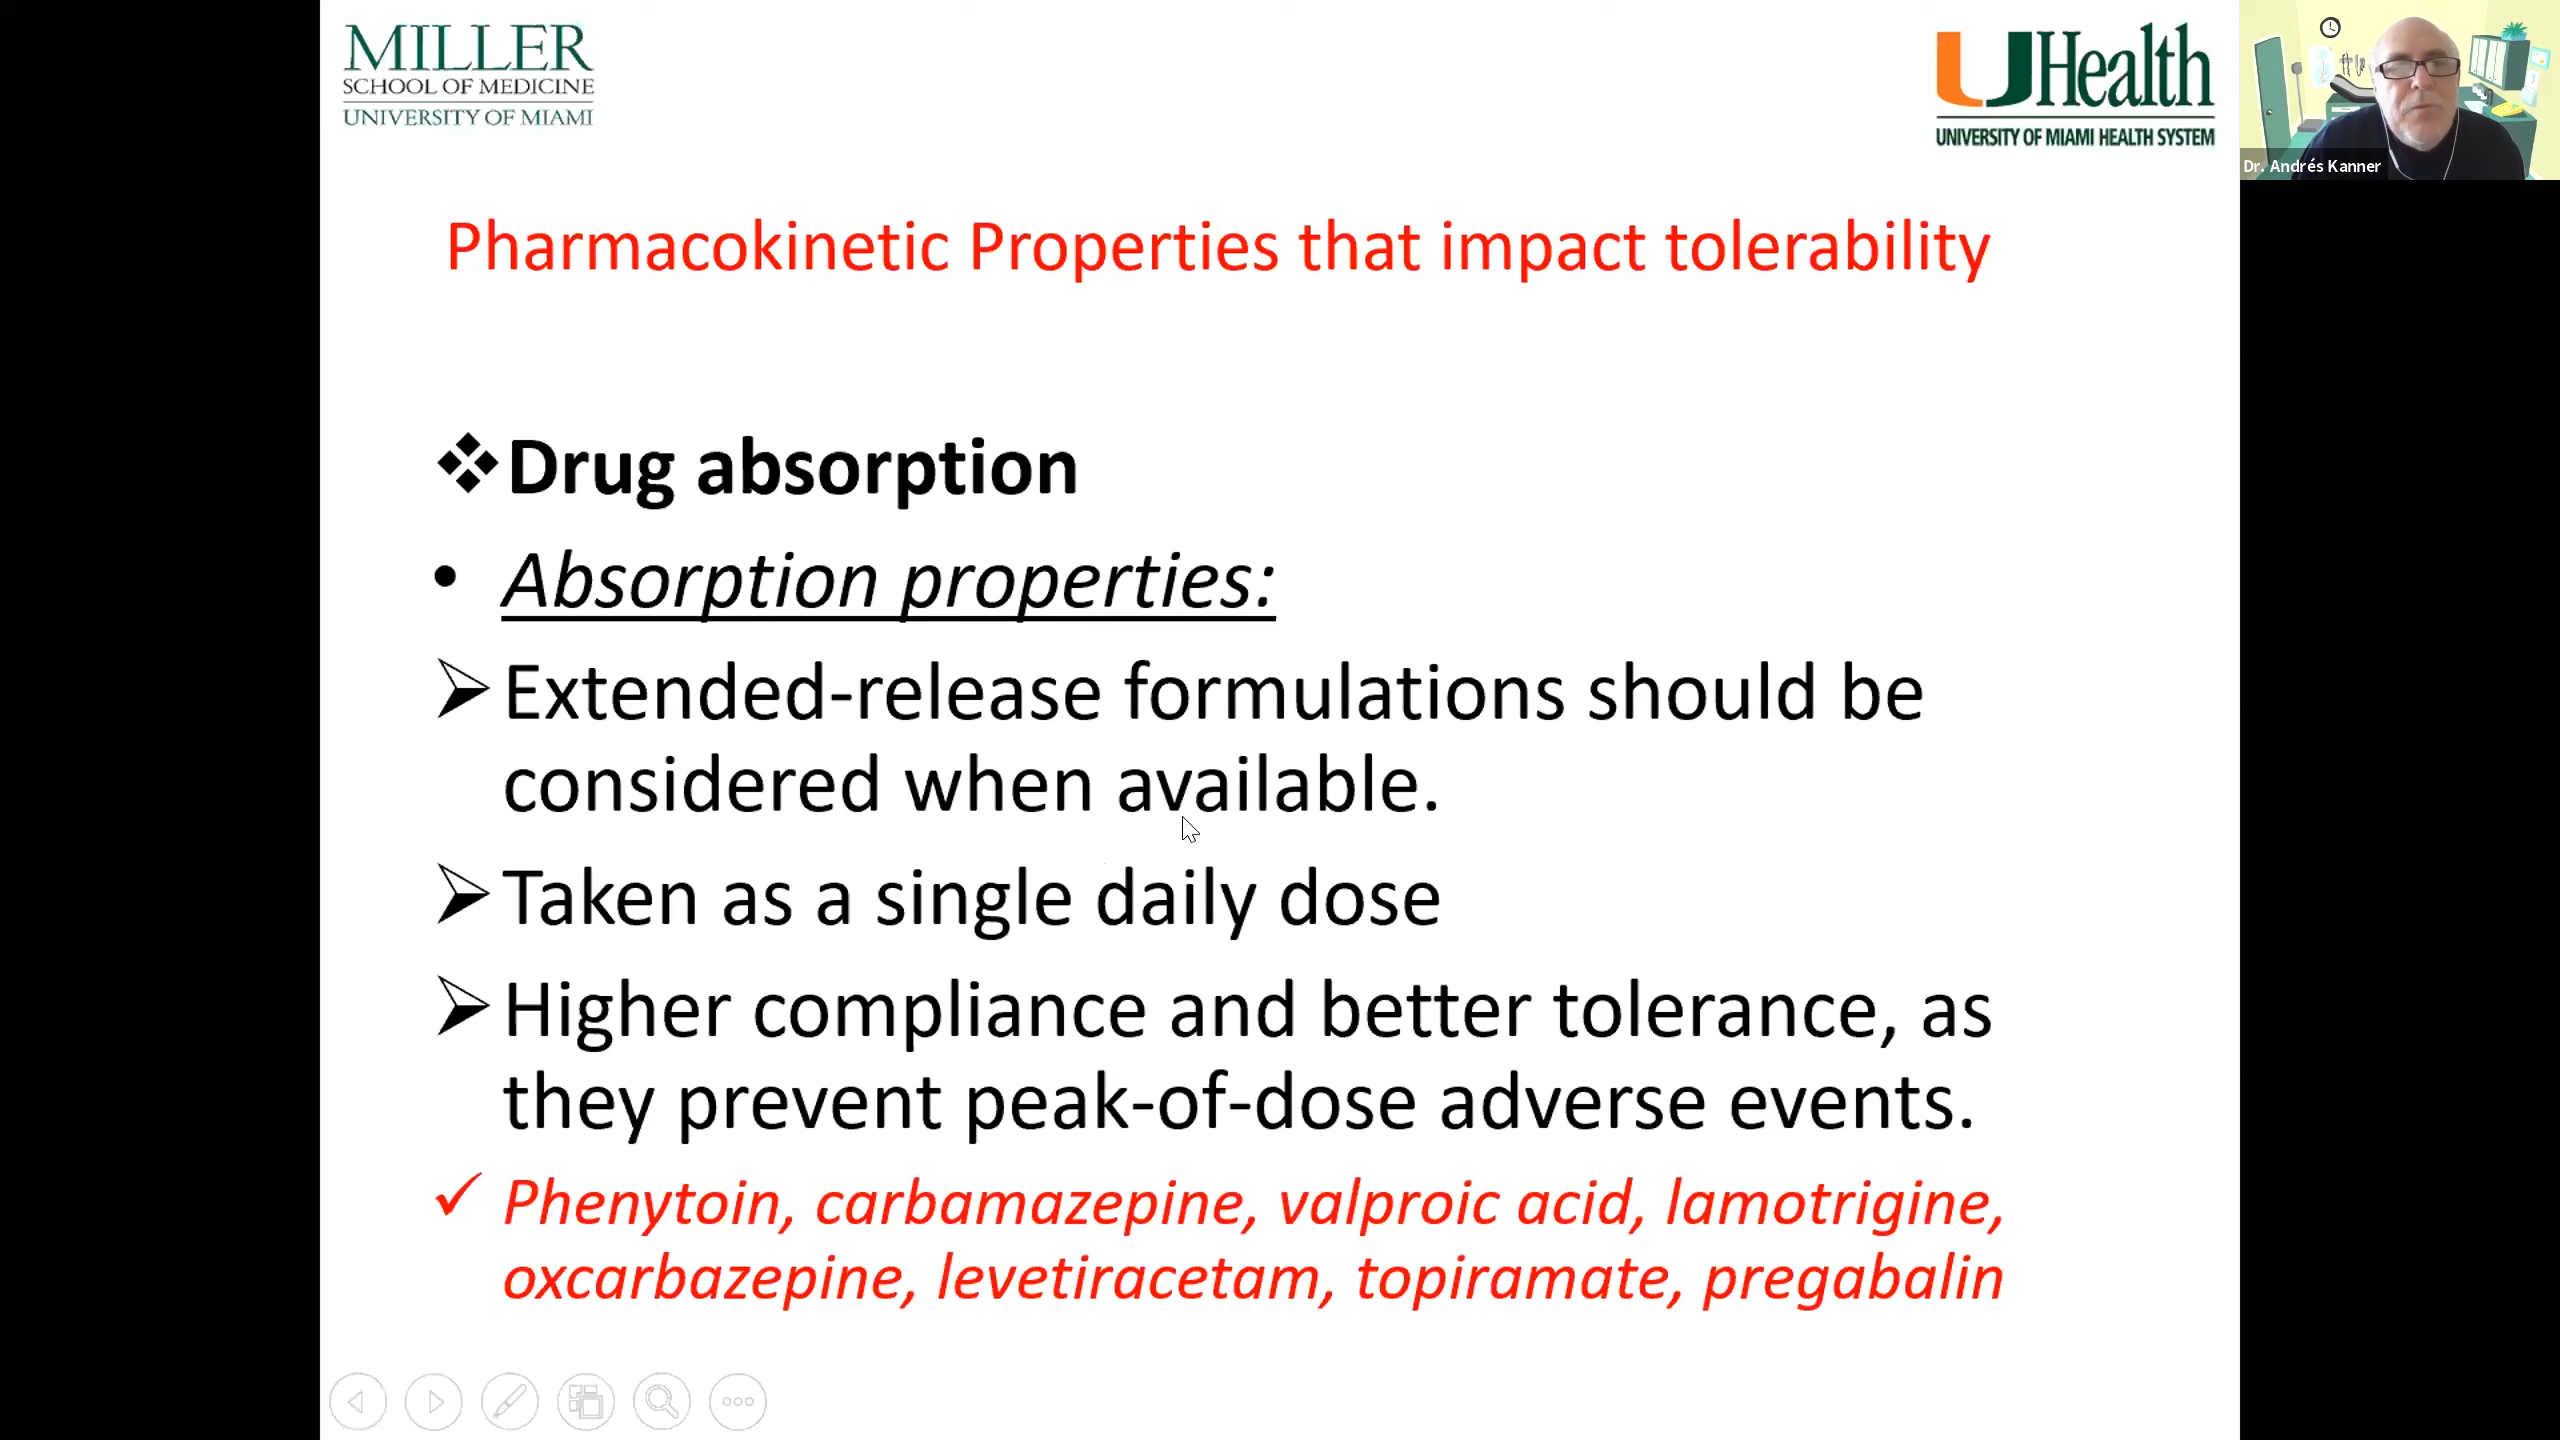 MILLER
SCHOOL OF MEDICINE
UNIVERSITY OF MIAMI
UHealth
UNIVERSITY OF MIAMI HEALTH SYSTEM
Dr. Andrés Kanner
Pharmacokinetic Properties that impact tolerability
❖Drug absorption
• Absorption properties:
➢Extended-release formulations should be
considered when available.
➢Taken as a single daily dose
➢Higher compliance and better tolerance, as
they prevent peak-of-dose adverse events.
✓ Phenytoin, carbamazepine, valproic acid, lamotrigine,
oxcarbazepine, levetiracetam, topiramate, pregabalin